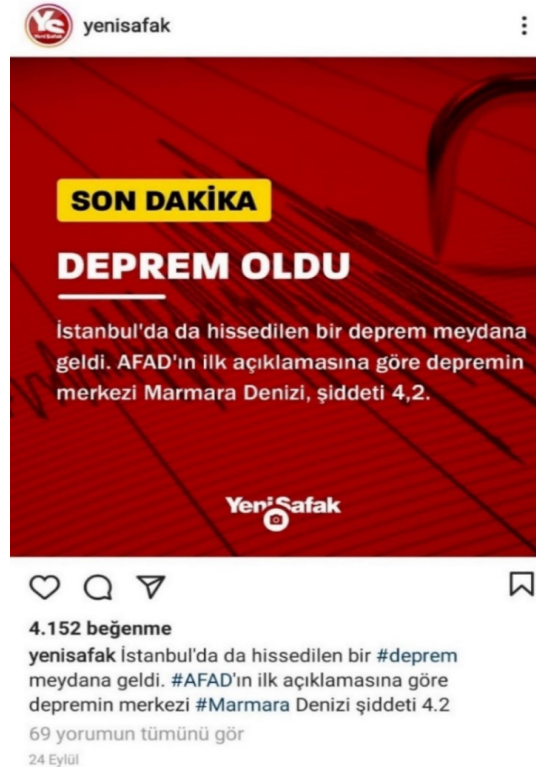 yenisafak
SON DAKİKA
DEPREM OLDU
İstanbul'da da hissedilen bir deprem meydana
geldi. AFAD'ın ilk açıklamasına göre depremin
merkezi Marmara Denizi, şiddeti 4,2.
YeniŞafak
4.152 beğenme
yenisafak İstanbul'da da hissedilen bir #deprem
meydana geldi. #AFAD'ın ilk açıklamasına göre
depremin merkezi #Marmara Denizi şiddeti 4.2
69 yorumun tümünü gör
24 Eylül